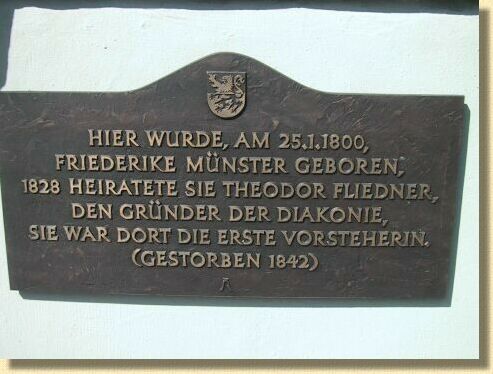 HIER WURDE, AM 25.1.1800,
FRIEDERIKE MÜNSTER GEBOREN,
1828 HEIRATETE SIE THEODOR FLIEDNER,
DEN GRÜNDER DER DIAKONIE,
SIE WAR DORT DIE ERSTE VORSTEHERIN.
(GESTORBEN 1842)